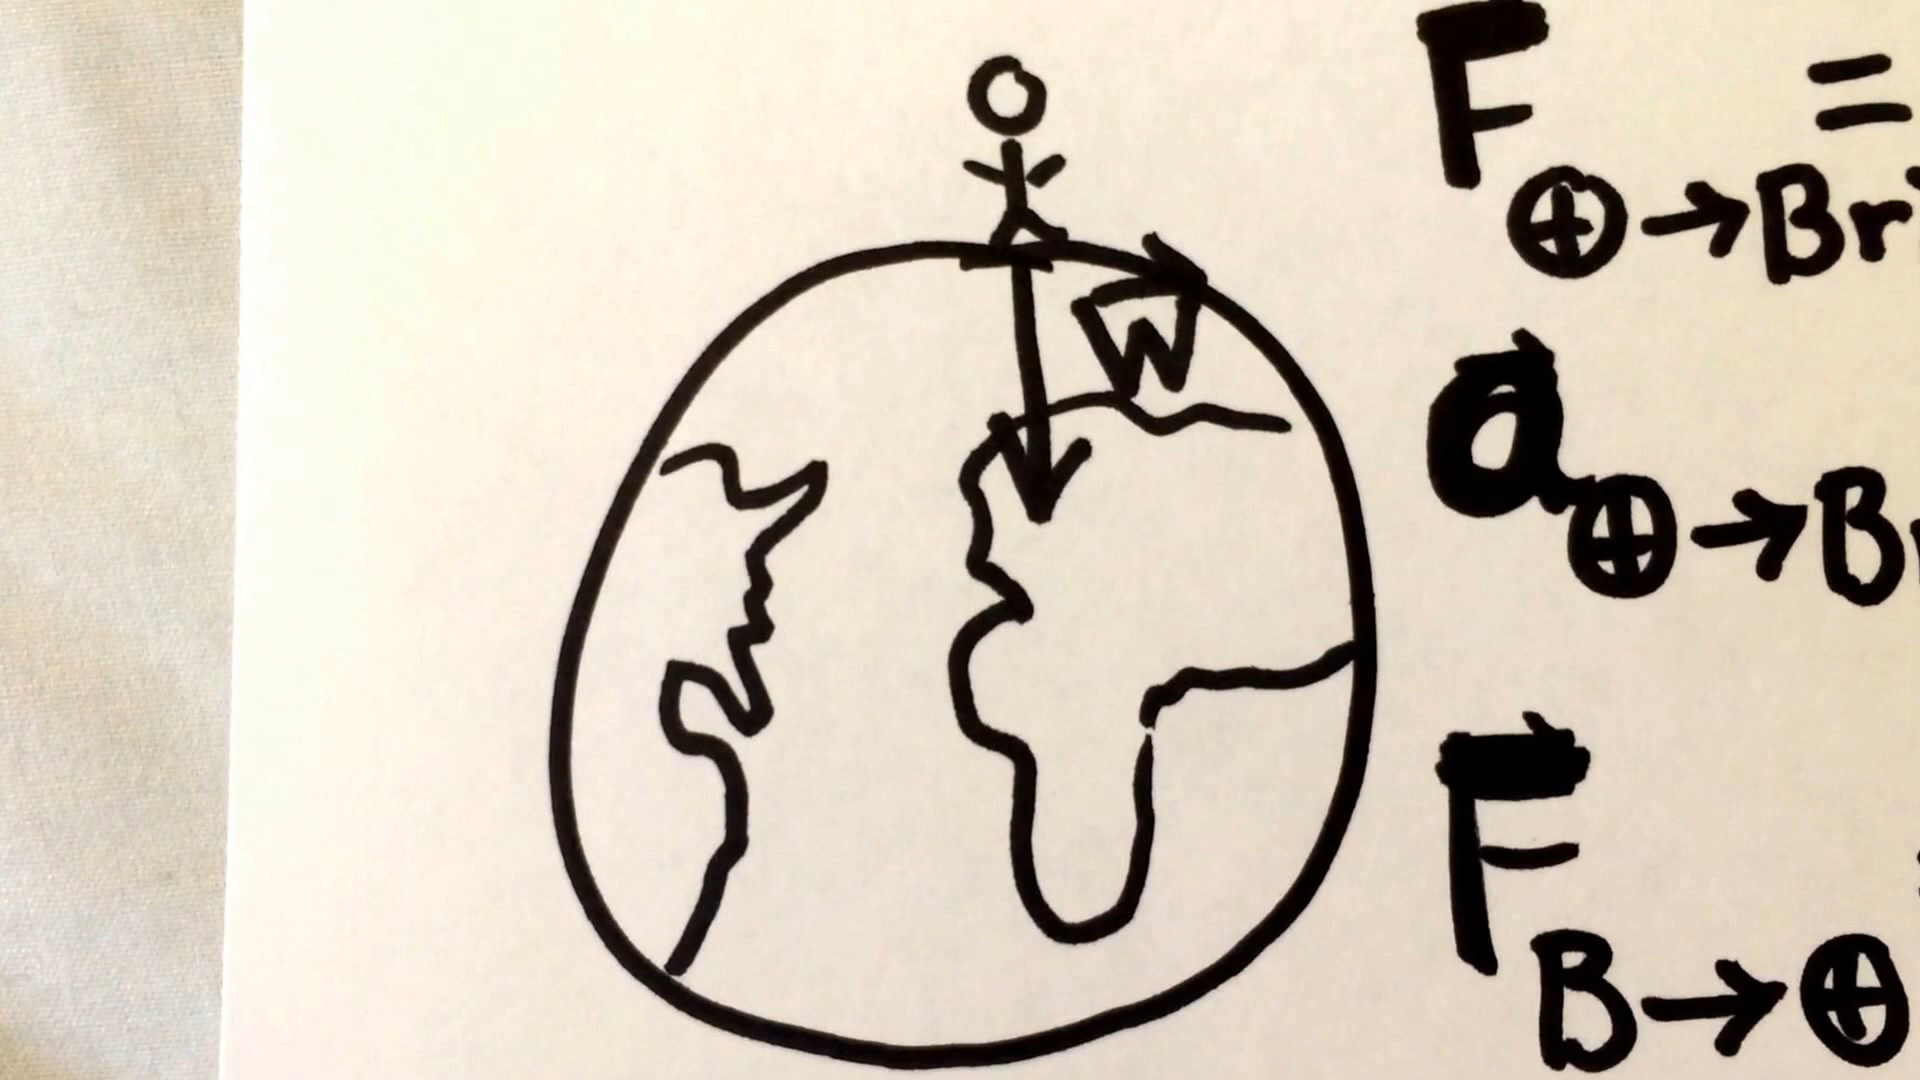 W
F =
⊕→Br
a
⊕→B
F
B→⊕